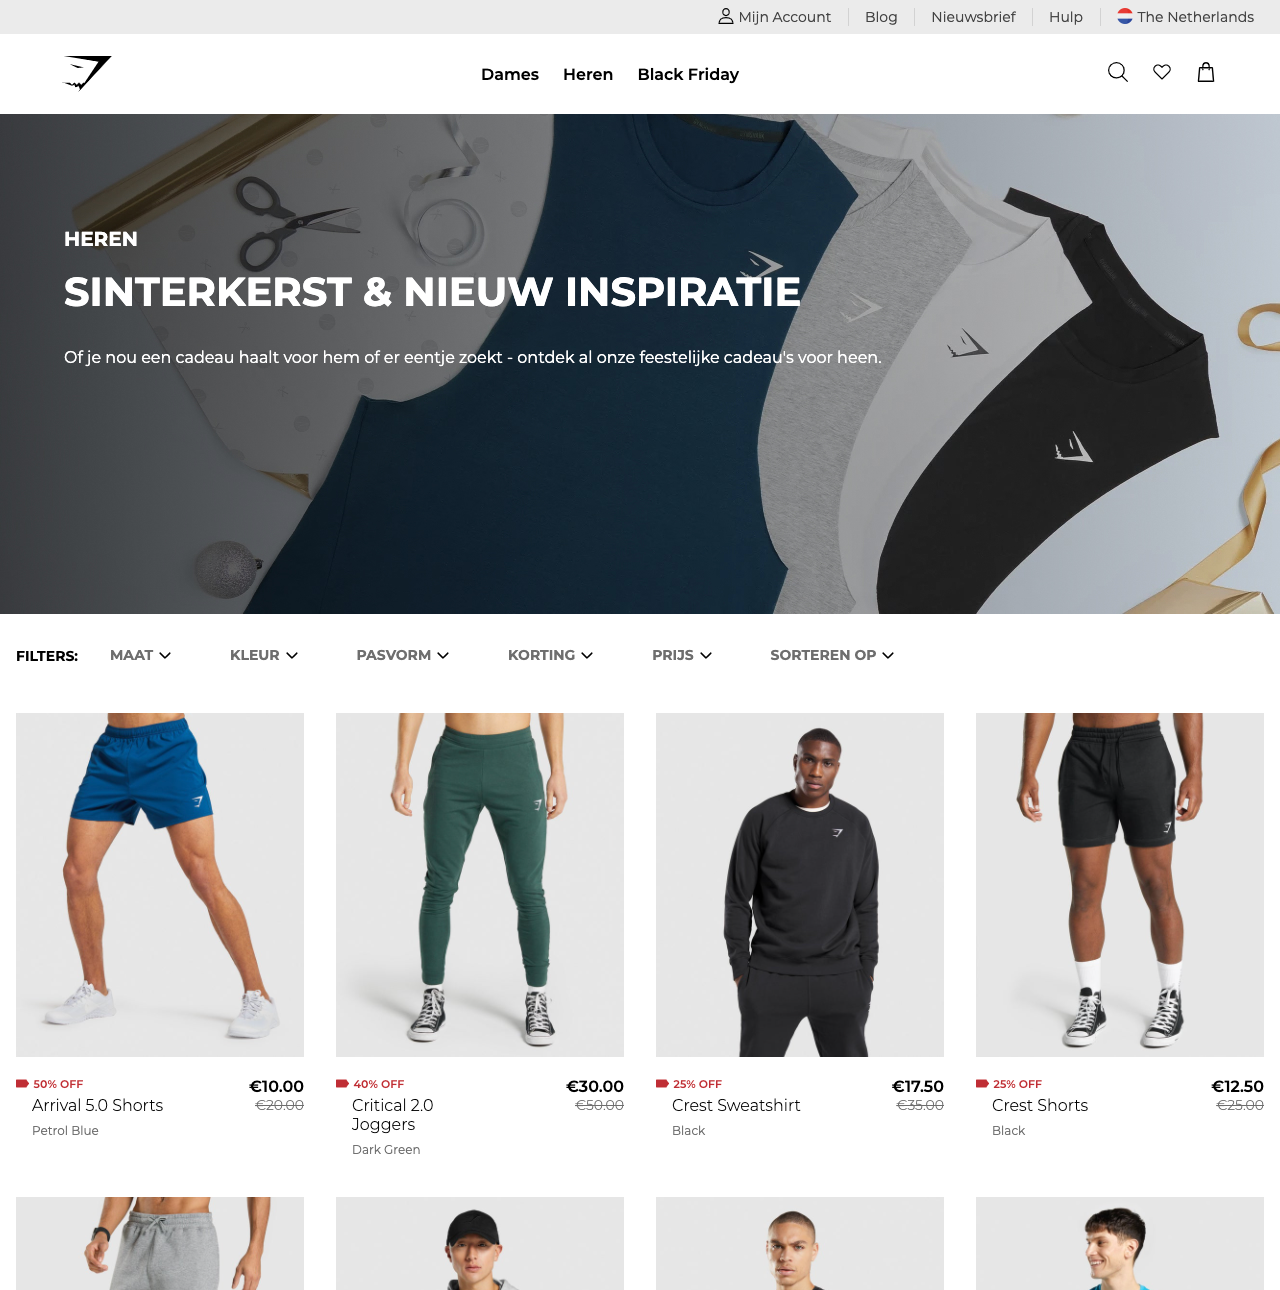 Mijn Account
Blog
Nieuwsbrief
Hulp
The Netherlands
Dames
Heren
Black Friday
HEREN
SINTERKERST & NIEUW INSPIRATIE
Of je nou een cadeau haalt voor hem of er eentje zoekt - ontdek al onze feestelijke cadeau's voor heen.
FILTERS:
MAAT
KLEUR
PASVORM
KORTING
PRIJS
SORTEREN OP
50% OFF
€10.00
Arrival 5.0 Shorts
€20.00
Petrol Blue
40% OFF
€30.00
Critical 2.0
€50.00
Joggers
Dark Green
25% OFF
€17.50
Crest Sweatshirt
€35.00
Black
25% OFF
€12.50
Crest Shorts
€25.00
Black